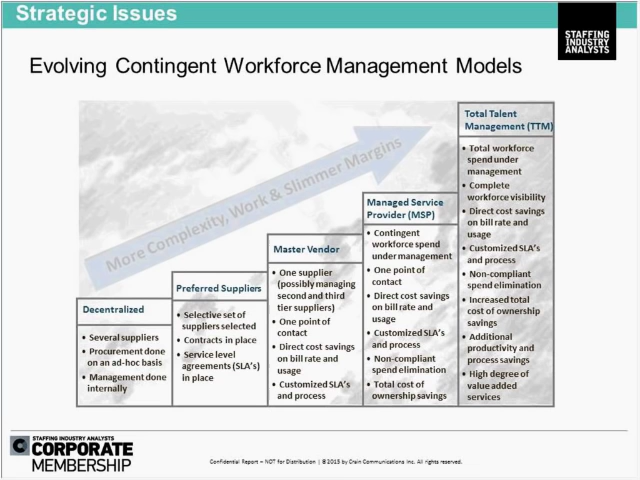 Strategic Issues
STAFFING
INDUSTRY
ANALYSTS
Evolving Contingent Workforce Management Models
More Complexity, Work & Slimmer Margins
Decentralized
• Several suppliers
• Procurement done
on an ad-hoc basis
• Management done
internally
Preferred Suppliers
• Selective set of
suppliers selected
• Contracts in place
• Service level
agreements (SLA's)
in place
Master Vendor
• One supplier
(possibly managing
second and third
tier suppliers)
• One point of
contact
• Direct cost savings
on bill rate and
usage
• Customized SLA's
and process
Managed Service
Provider (MSP)
• Contingent
workforce spend
under management
• One point of
contact
• Direct cost savings
on bill rate and
usage
• Customized SLA's
and process
• Non-compliant
spend elimination
• Total cost of
ownership savings
Total Talent
Management (TTM)
• Total workforce
spend under
management
• Complete
workforce visibility
• Direct cost savings
on bill rate and
usage
• Customized SLA's
and process
• Non-compliant
spend elimination
• Increased total
cost of ownership
savings
• Additional
productivity and
process savings
• High degree of
value added
services
STAFFING INDUSTRY ANALYSTS
CORPORATE
MEMBERSHIP
Confidential Report – NOT for Distribution | © 2015 by Crain Communications Inc. All rights reserved.